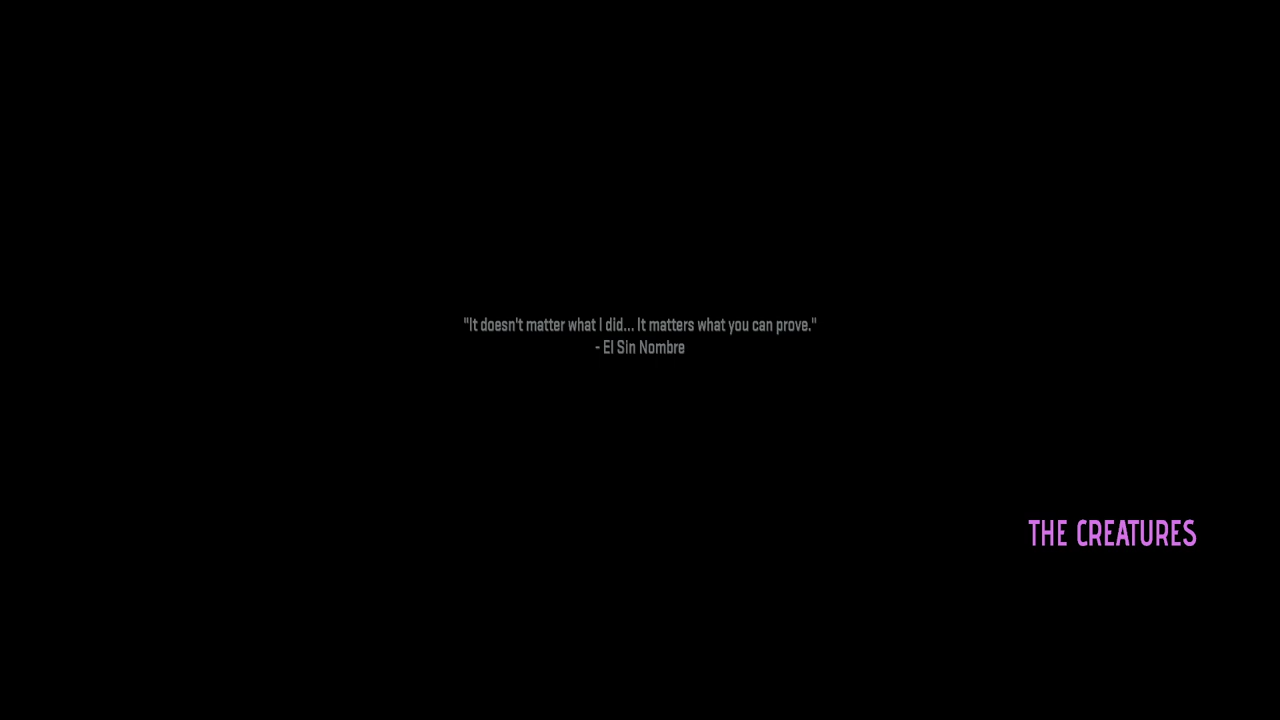 "It doesn't matter what I did... It matters what you can prove."
- El Sin Nombre
THE CREATURES